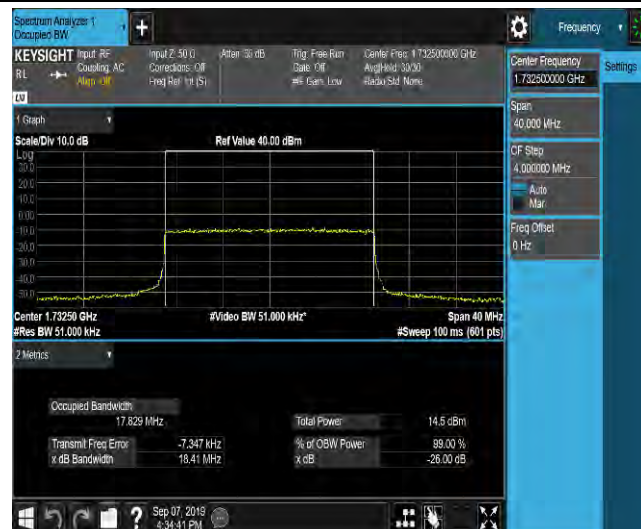 Spectrum Analyzer 1
Occupied BW
Frequency
KEYSIGHT Input: RF
RL
Coupling: AC
Align: Off
Input Z: 50 Ω
Corrections: Off
Freq Ref: Int (S)
Atten: 36 dB
Trig: Free Run
Gate: Off
#IF Gain: Low
Center Freq: 1.732500000 GHz
Avg|Hold: 30/30
Radio Std: None
1 Graph
Scale/Div 10.0 dB
Ref Value 40.00 dBm
Log
30.0
20.0
10.0
0.00
-10.0
-20.0
-30.0
-40.0
-50.0
Center 1.73250 GHz
#Video BW 51.000 kHz*
Span 40 MHz
#Res BW 51.000 kHz
#Sweep 100 ms (601 pts)
2 Metrics
Occupied Bandwidth
17.829 MHz
Total Power
14.5 dBm
Transmit Freq Error
-7.347 kHz
% of OBW Power
99.00 %
x dB Bandwidth
18.41 MHz
x dB
-26.00 dB
Center Frequency
1.732500000 GHz
Settings
Span
40.000 MHz
CF Step
4.000000 MHz
Auto
Man
Freq Offset
0 Hz
Sep 07, 2019
4:34:41 PM